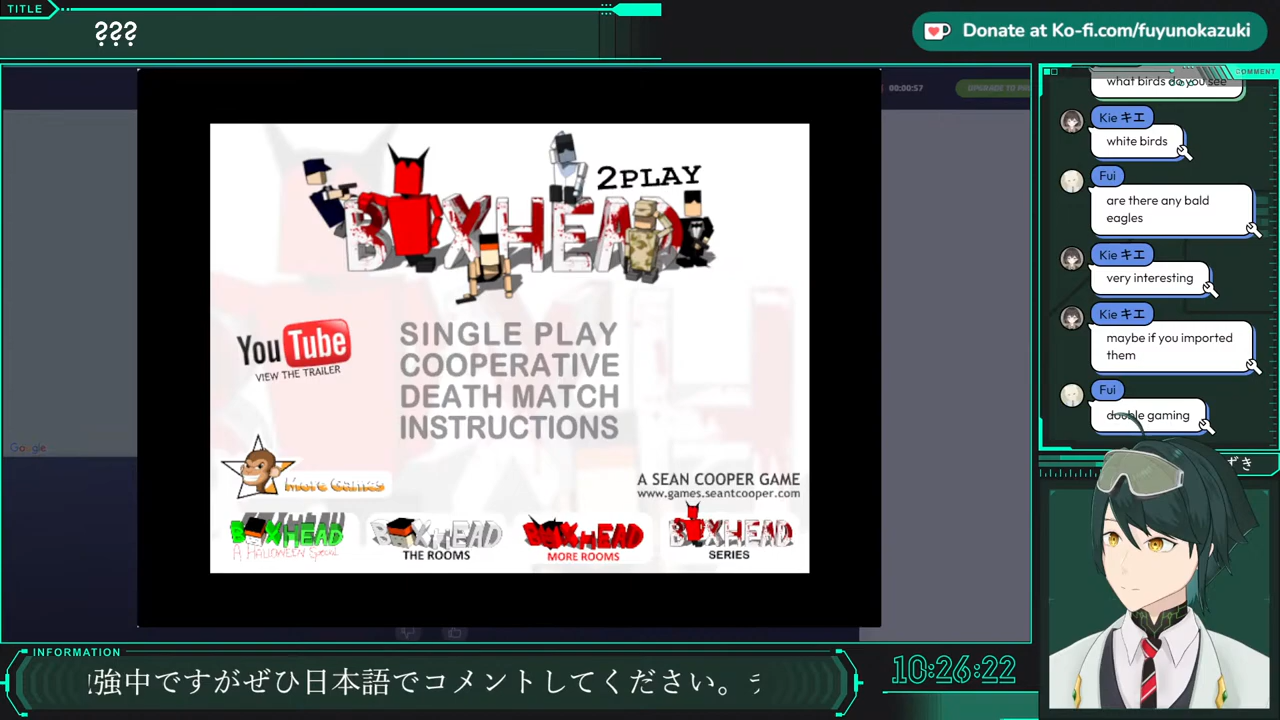 TITLE
???
Donate at Ko-fi.com/fuyunokazuki
COMMENT
00:00:57
what birds do you see
Kie キエ
white birds
Fui
are there any bald
eagles
Kie キエ
very interesting
Kie キエ
maybe if you imported
them
Fui
double gaming
ずき
2PLAY
BOXHEAD
YouTube
VIEW THE TRAILER
SINGLE PLAY
COOPERATIVE
DEATH MATCH
INSTRUCTIONS
More Games
A SEAN COOPER GAME
www.games.seantcooper.com
BOXHEAD
A HALLOWEEN Special
BOXHEAD
THE ROOMS
BOXHEAD
MORE ROOMS
BOXHEAD
SERIES
Google
INFORMATION
強中ですがぜひ日本語でコメントしてください。
10:26:22